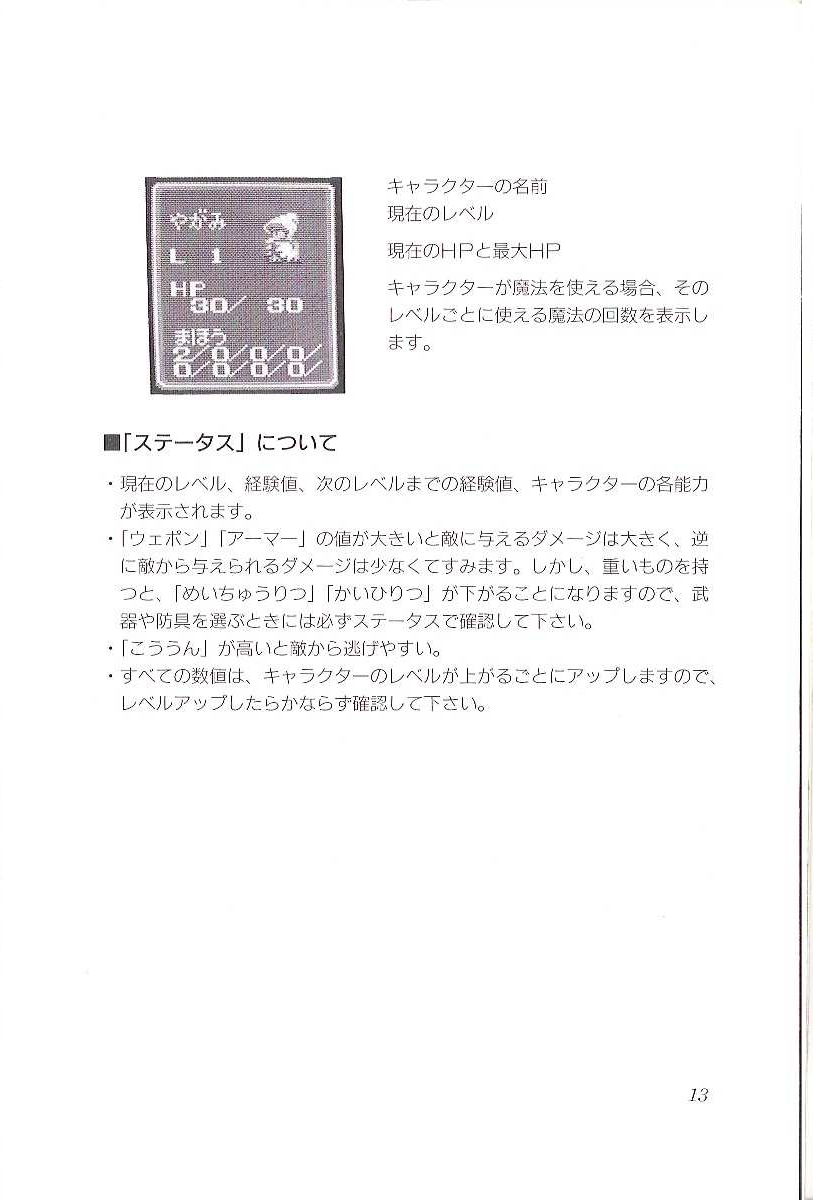 やがみ
L 1
HP
30/ 30
まほう
2/0/0/0/
0/0/0/0/
キャラクターの名前
現在のレベル
現在のHPと最大HP
キャラクターが魔法を使える場合、その
レベルごとに使える魔法の回数を表示し
ます。
■「ステータス」について
・現在のレベル、経験値、次のレベルまでの経験値、キャラクターの各能力
が表示されます。
・「ウェポン」「アーマー」の値が大きいと敵に与えるダメージは大きく、逆
に敵から与えられるダメージは少なくてすみます。しかし、重いものを持
つと、「めいちゅうりつ」「かいひりつ」が下がることになりますので、武
器や防具を選ぶときには必ずステータスで確認して下さい。
・「こううん」が高いと敵から逃げやすい。
・すべての数値は、キャラクターのレベルが上がるごとにアップしますので、
レベルアップしたらかならず確認して下さい。
13